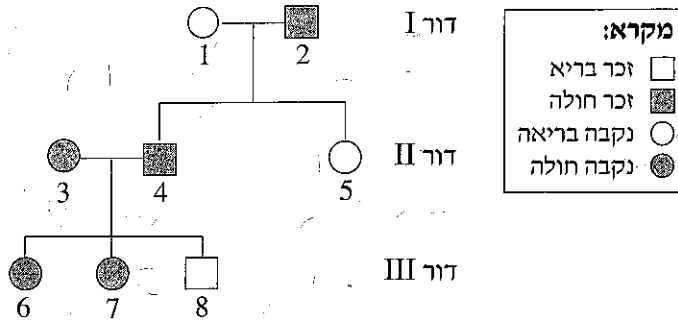 דור I
1 2
דור II
3 4 5
דור III
6 7 8
מקרא:
זכר בריא
זכר חולה
נקבה בריאה
נקבה חולה